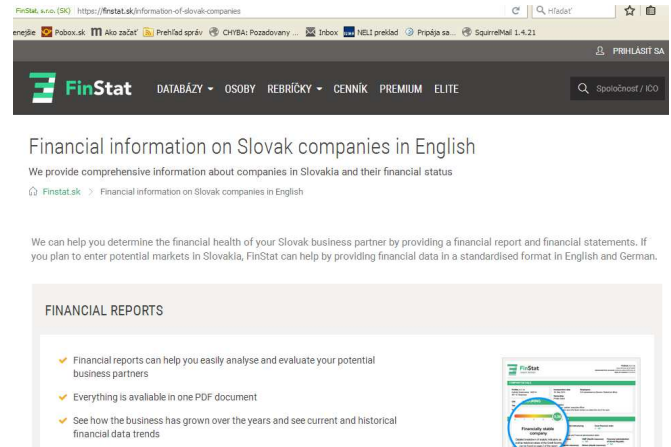 FinStat, s.r.o. (SK) https://finstat.sk/information-of-slovak-companies
Hľadať
enejšie Pobox.sk Ako začať Prehľad správ CHYBA: Pozadovany ... Inbox NELI preklad Pripája sa... SquirrelMail 1.4.21
PRIHLÁSIŤ SA
FinStat DATABÁZY OSOBY REBRÍČKY CENNÍK PREMIUM ELITE
Spoločnosť / ICO
Financial information on Slovak companies in English
We provide comprehensive information about companies in Slovakia and their financial status
Finstat.sk > Financial information on Slovak companies in English
We can help you determine the financial health of your Slovak business partner by providing a financial report and financial statements. If
you plan to enter potential markets in Slovakia, FinStat can help by providing financial data in a standardised format in English and German.
FINANCIAL REPORTS
Financial reports can help you easily analyse and evaluate your potential
business partners
Everything is avaliable in one PDF document
See how the business has grown over the years and see current and historical
financial data trends
FinStat
Financially stable
company